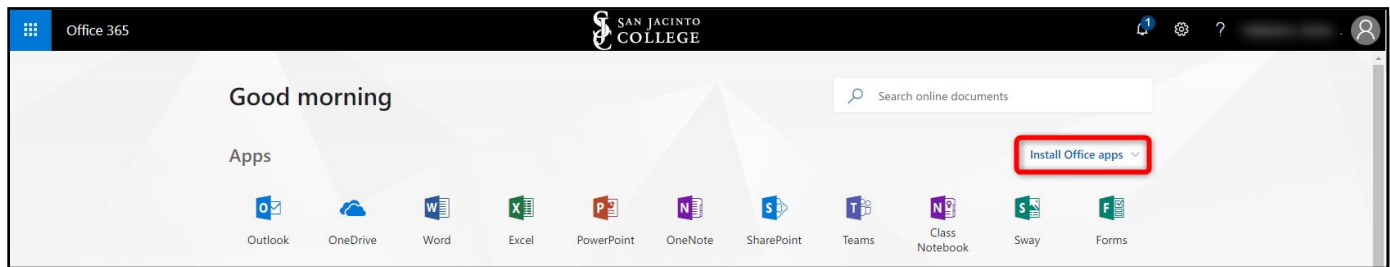 Office 365
SAN JACINTO
COLLEGE
1
?
Good morning
Search online documents
Apps
Install Office apps
Outlook
OneDrive
Word
Excel
PowerPoint
OneNote
SharePoint
Teams
Class
Notebook
Sway
Forms